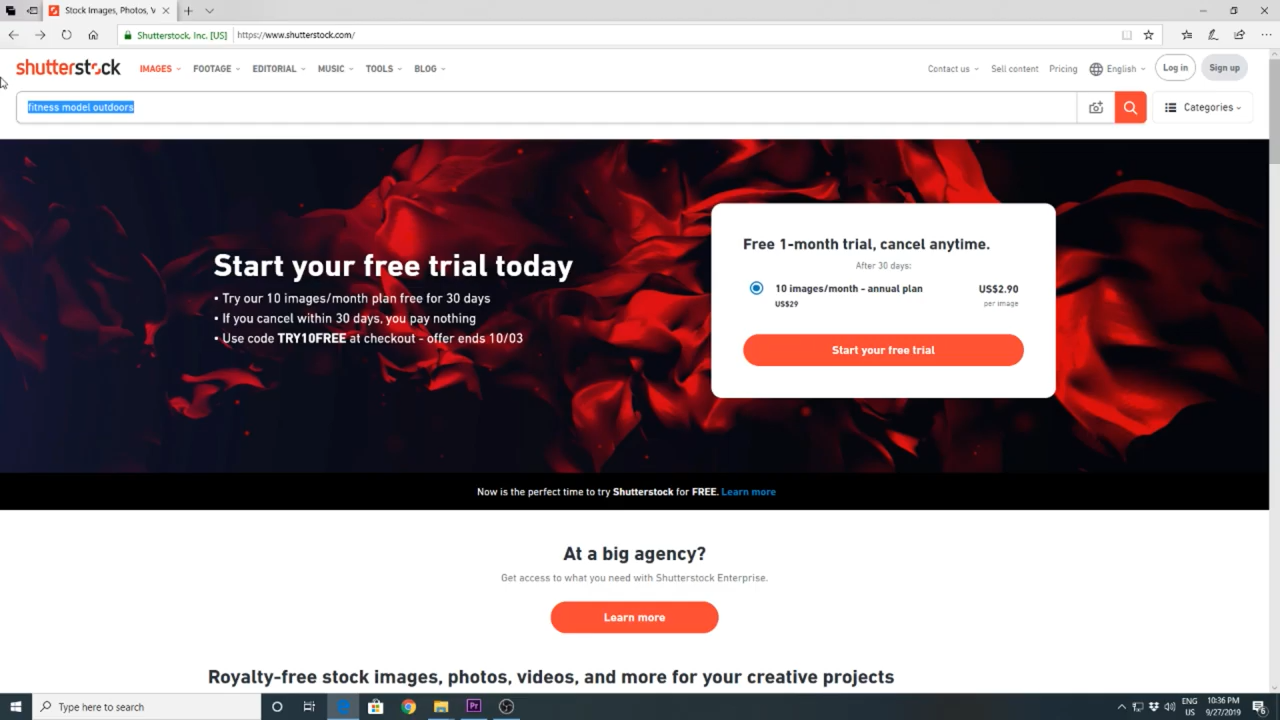 Stock Images, Photos, V
Shutterstock, Inc. [US] https://www.shutterstock.com/
shutterstock IMAGES FOOTAGE EDITORIAL MUSIC TOOLS BLOG Contact us Sell content Pricing English Log in Sign up
fitness model outdoors Categories
Free 1-month trial, cancel anytime.
After 30 days:
Start your free trial today
10 images/month - annual plan US$2.90
US$29 per image
• Try our 10 images/month plan free for 30 days
• If you cancel within 30 days, you pay nothing
• Use code TRY10FREE at checkout - offer ends 10/03
Start your free trial
Now is the perfect time to try Shutterstock for FREE. Learn more
At a big agency?
Get access to what you need with Shutterstock Enterprise.
Learn more
Royalty-free stock images, photos, videos, and more for your creative projects
Type here to search
Pr
ENG 10:36 PM
US 9/27/2019
6